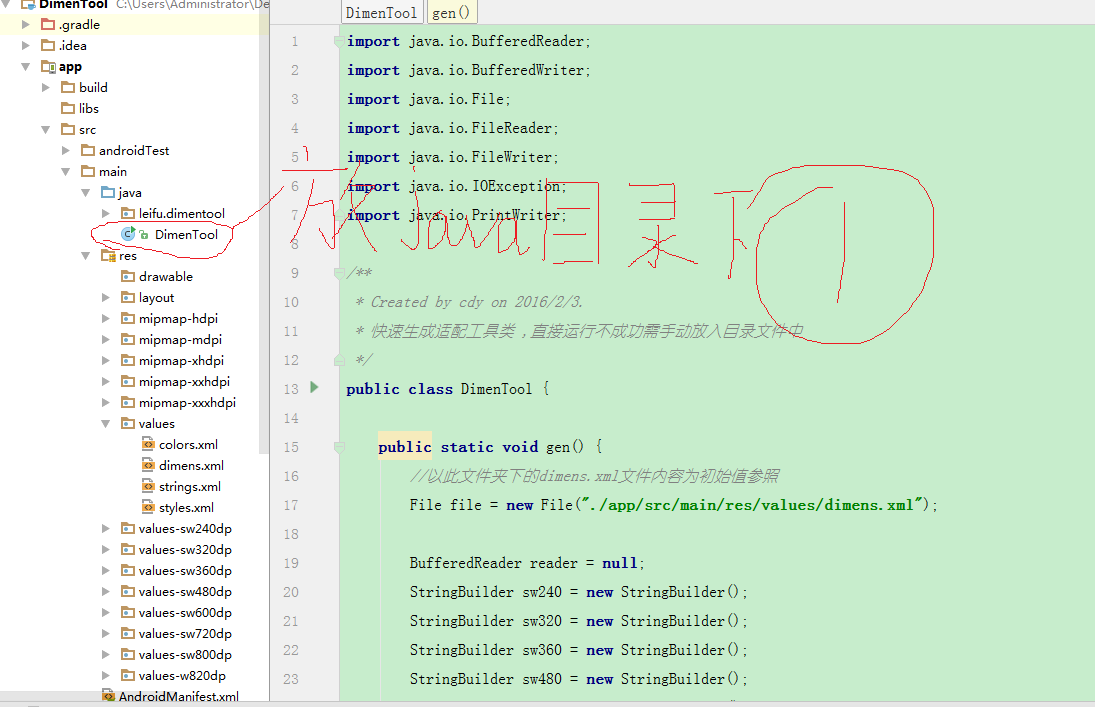 DimenTool C:\Users\Administrator\De
.gradle
.idea
app
build
libs
src
androidTest
main
java
leifu.dimentool
DimenTool
res
drawable
layout
mipmap-hdpi
mipmap-mdpi
mipmap-xhdpi
mipmap-xxhdpi
mipmap-xxxhdpi
values
colors.xml
dimens.xml
strings.xml
styles.xml
values-sw240dp
values-sw320dp
values-sw360dp
values-sw480dp
values-sw600dp
values-sw720dp
values-sw800dp
values-w820dp
AndroidManifest.xml
DimenTool gen()
1 import java.io.BufferedReader;
2 import java.io.BufferedWriter;
3 import java.io.File;
4 import java.io.FileReader;
5 import java.io.FileWriter;
6 import java.io.IOException;
7 import java.io.PrintWriter;
8
9 /**
10 * Created by cdy on 2016/2/3.
11 * 快速生成适配工具类，直接运行不成功需手动放入目录文件中
12 */
13 public class DimenTool {
14
15 public static void gen() {
16 //以此文件夹下的dimens.xml文件内容为初始值参照
17 File file = new File("./app/src/main/res/values/dimens.xml");
18
19 BufferedReader reader = null;
20 StringBuilder sw240 = new StringBuilder();
21 StringBuilder sw320 = new StringBuilder();
22 StringBuilder sw360 = new StringBuilder();
23 StringBuilder sw480 = new StringBuilder();
java目录下
1